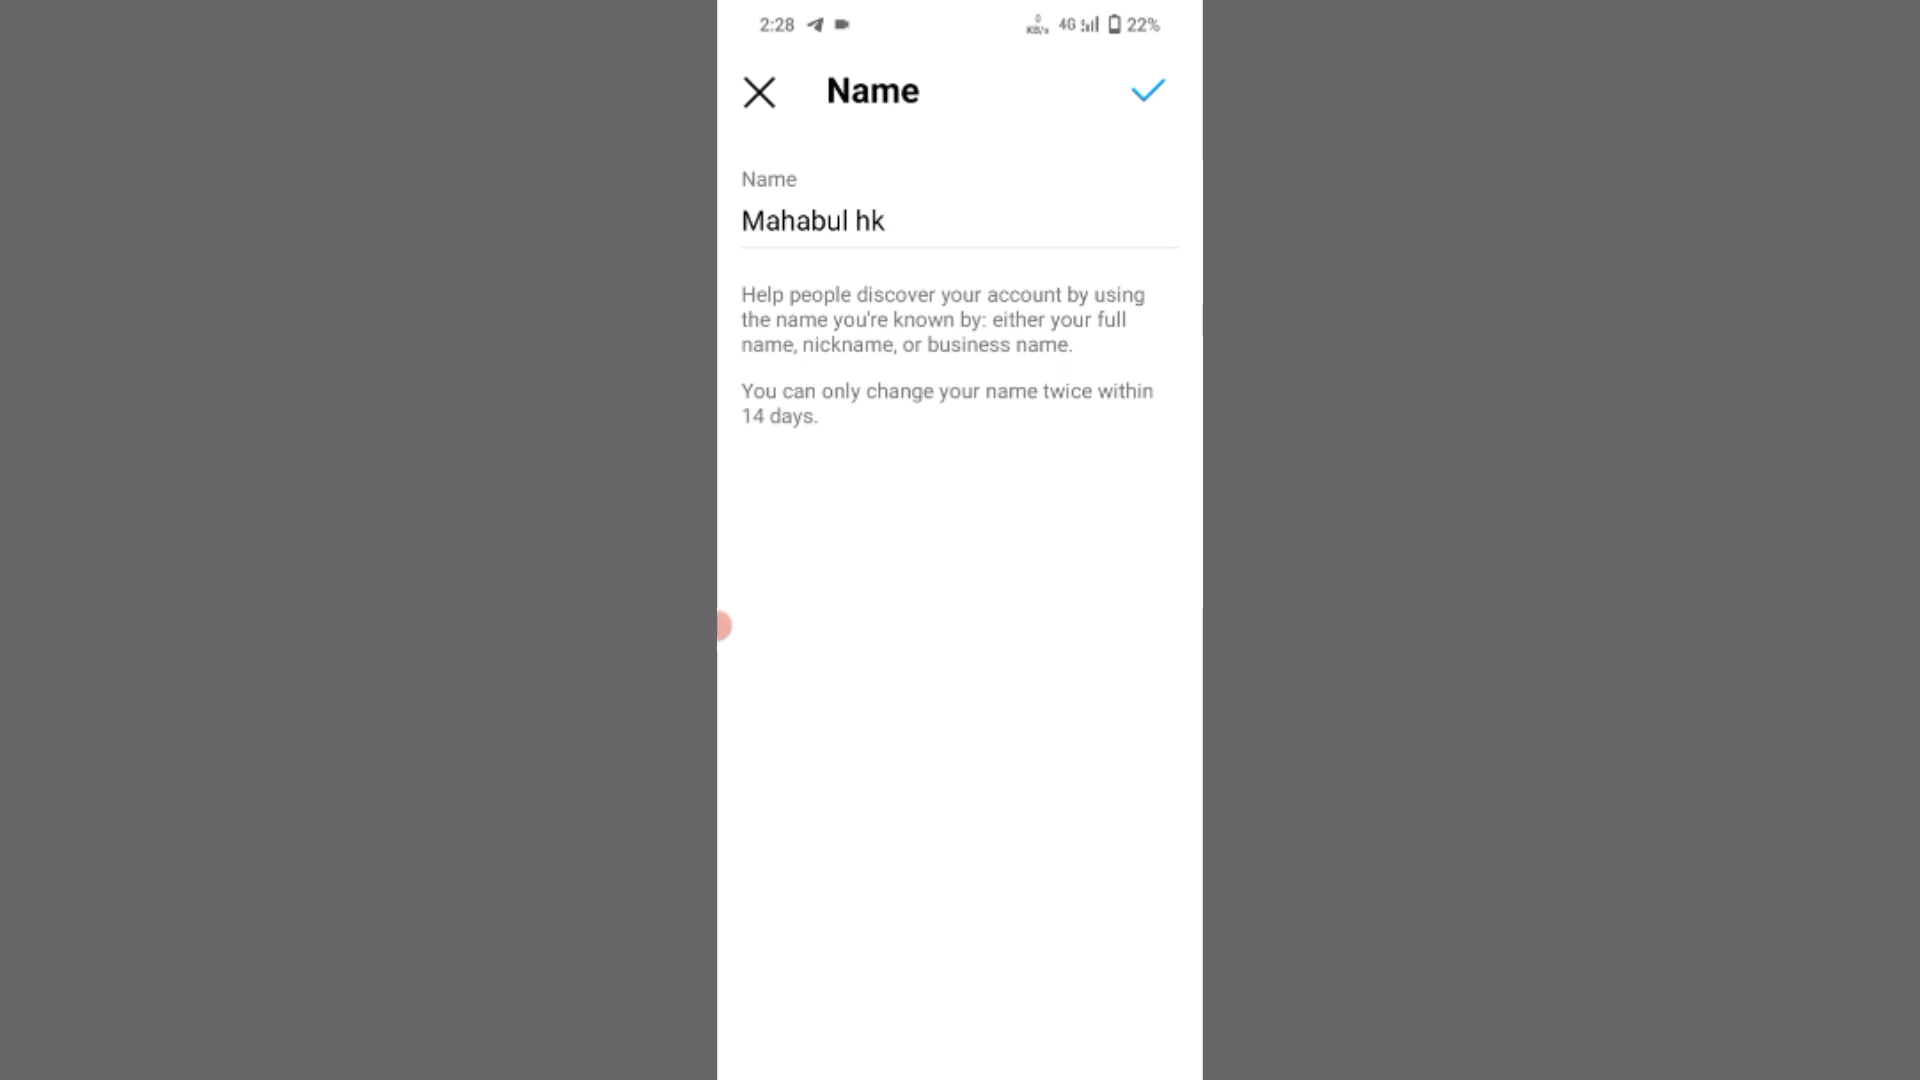 2:28 0 KB/s 4G 22%
Name
Name
Mahabul hk
Help people discover your account by using
the name you're known by: either your full
name, nickname, or business name.
You can only change your name twice within
14 days.